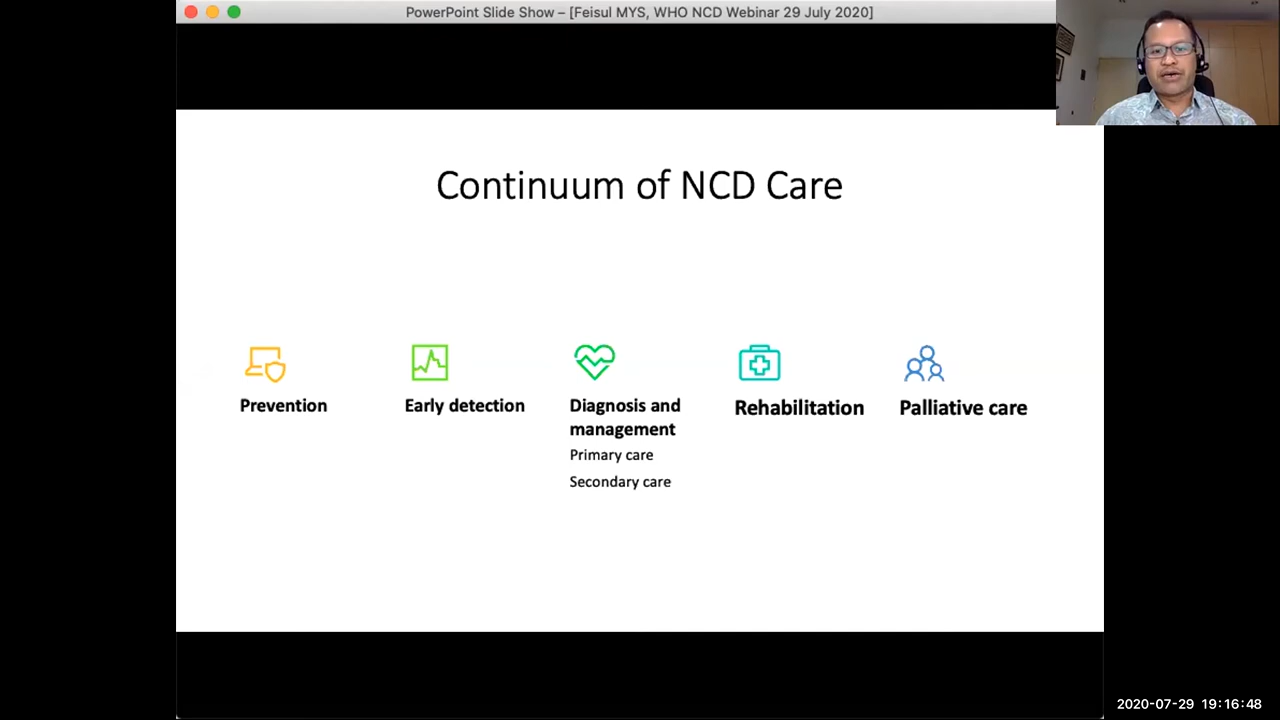 PowerPoint Slide Show – [Feisul MYS, WHO NCD Webinar 29 July 2020]
Continuum of NCD Care
Prevention
Early detection
Diagnosis and
management
Primary care
Secondary care
Rehabilitation
Palliative care
2020-07-29 19:16:48